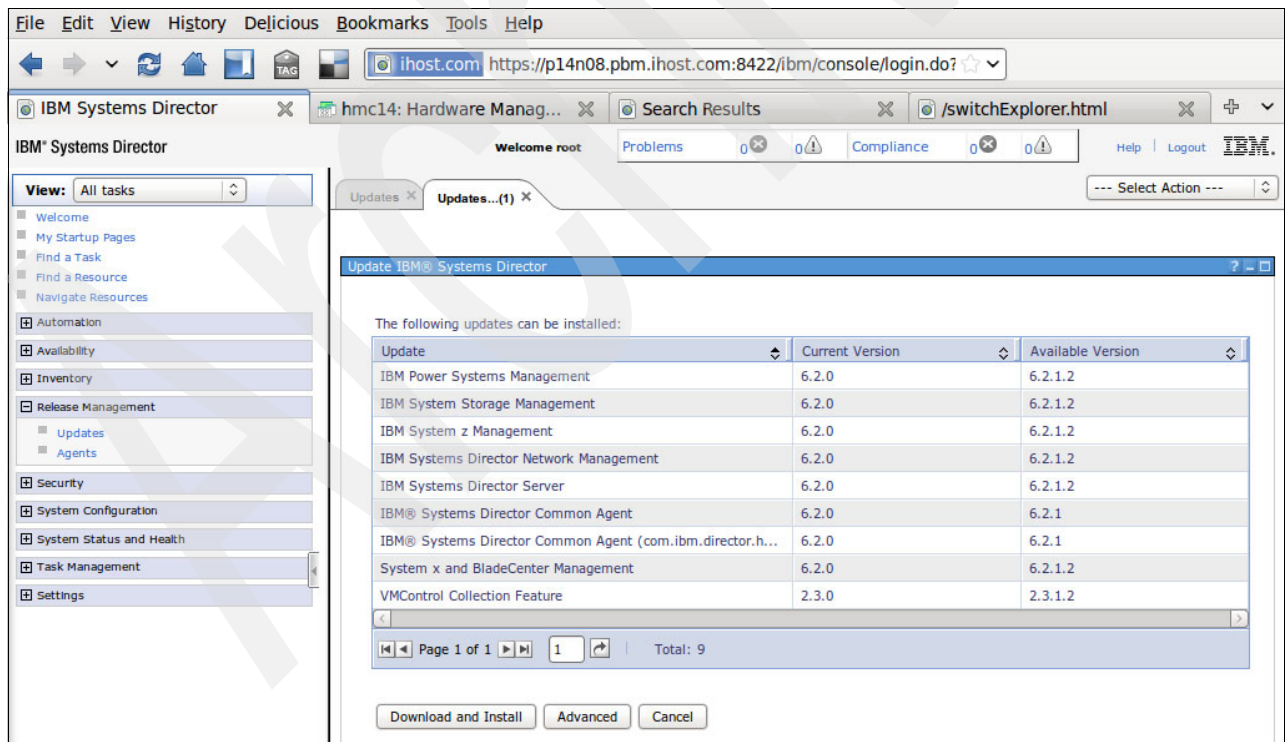 File Edit View History Delicious Bookmarks Tools Help
TAG ihost.com https://p14n08.pbm.ihost.com:8422/ibm/console/login.do?
IBM Systems Director hmc14: Hardware Manag... Search Results /switchExplorer.html
IBM® Systems Director Welcome root Problems 0 0 Compliance 0 0 Help Logout IBM.
View: All tasks
Updates Updates...(1) --- Select Action ---
Welcome
My Startup Pages
Find a Task
Find a Resource
Navigate Resources
Automation
Availability
Inventory
Release Management
Updates
Agents
Security
System Configuration
System Status and Health
Task Management
Settings
Update IBM® Systems Director ?
The following updates can be installed:
Update Current Version Available Version
IBM Power Systems Management 6.2.0 6.2.1.2
IBM System Storage Management 6.2.0 6.2.1.2
IBM System z Management 6.2.0 6.2.1.2
IBM Systems Director Network Management 6.2.0 6.2.1.2
IBM Systems Director Server 6.2.0 6.2.1.2
IBM® Systems Director Common Agent 6.2.0 6.2.1
IBM® Systems Director Common Agent (com.ibm.director.h... 6.2.0 6.2.1
System x and BladeCenter Management 6.2.0 6.2.1.2
VMControl Collection Feature 2.3.0 2.3.1.2
Page 1 of 1 1 Total: 9
Download and Install Advanced Cancel